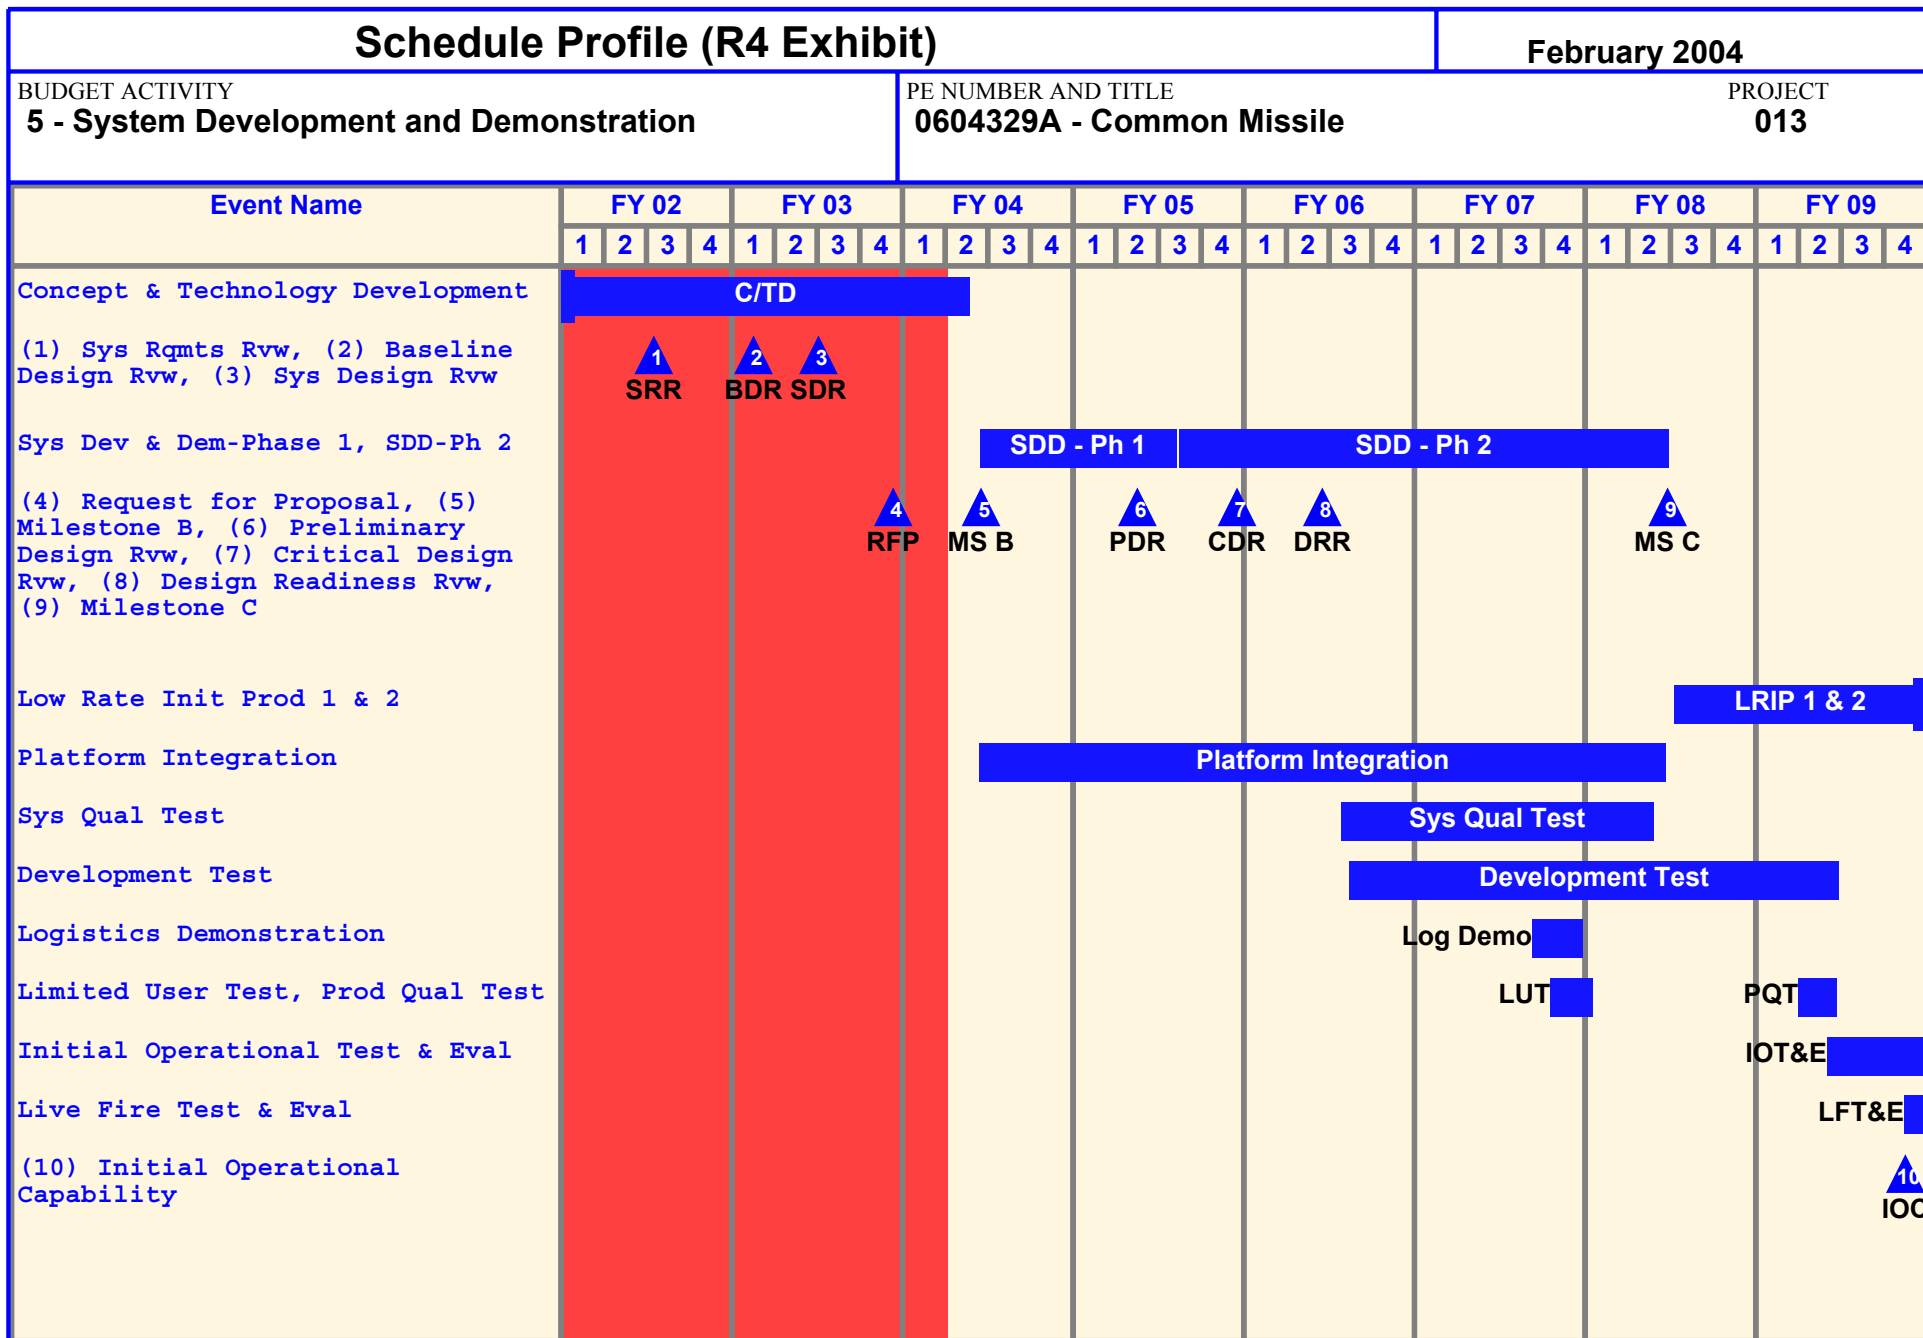 Schedule Profile (R4 Exhibit)
February 2004
BUDGET ACTIVITY
5 - System Development and Demonstration
PE NUMBER AND TITLE
0604329A - Common Missile
PROJECT
013
Event Name
FY 02 FY 03 FY 04 FY 05 FY 06 FY 07 FY 08 FY 09
1 2 3 4 1 2 3 4 1 2 3 4 1 2 3 4 1 2 3 4 1 2 3 4 1 2 3 4 1 2 3 4
Concept & Technology Development
C/TD
(1) Sys Rqmts Rvw, (2) Baseline
Design Rvw, (3) Sys Design Rvw
1 2 3
SRR BDR SDR
Sys Dev & Dem-Phase 1, SDD-Ph 2
SDD - Ph 1 SDD - Ph 2
(4) Request for Proposal, (5)
Milestone B, (6) Preliminary
Design Rvw, (7) Critical Design
Rvw, (8) Design Readiness Rvw,
(9) Milestone C
4 5 6 7 8 9
RFP MS B PDR CDR DRR MS C
Low Rate Init Prod 1 & 2
LRIP 1 & 2
Platform Integration
Platform Integration
Sys Qual Test
Sys Qual Test
Development Test
Development Test
Logistics Demonstration
Log Demo
Limited User Test, Prod Qual Test
LUT PQT
Initial Operational Test & Eval
IOT&E
Live Fire Test & Eval
LFT&E
(10) Initial Operational
Capability
10
IOC